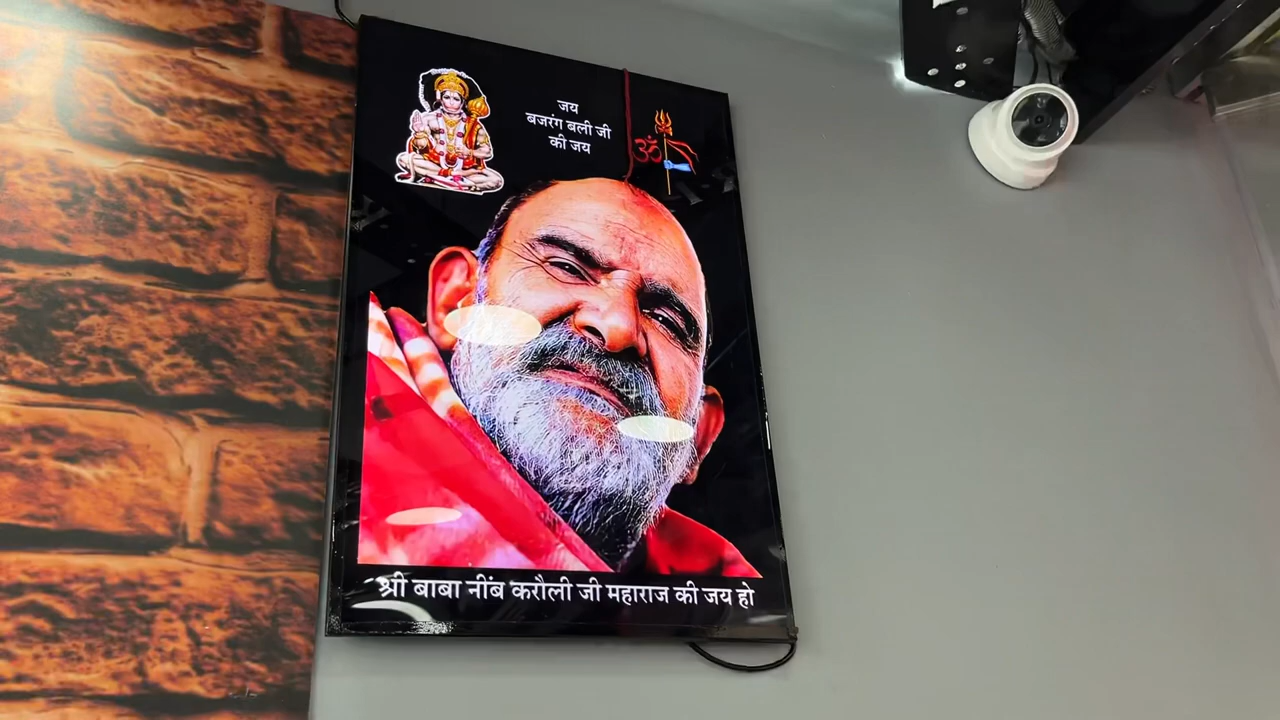 जय
बजरंग बली जी
की जय
ॐ
श्री बाबा नींब करौली जी महाराज की जय हो